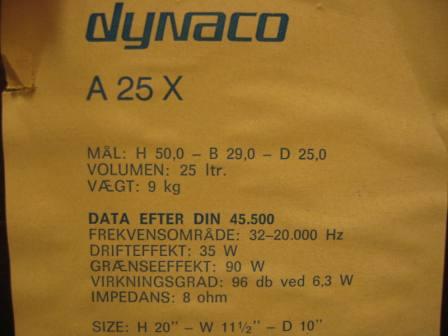 dynaco
A 25 X
MÅL: H 50,0 – B 29,0 – D 25,0
VOLUMEN: 25 ltr.
VÆGT: 9 kg
DATA EFTER DIN 45.500
FREKVENSOMRÅDE: 32–20.000 Hz
DRIFTEFFEKT: 35 W
GRÆNSEEFFEKT: 90 W
VIRKNINGSGRAD: 96 db ved 6,3 W
IMPEDANS: 8 ohm
SIZE: H 20" – W 11½" – D 10"